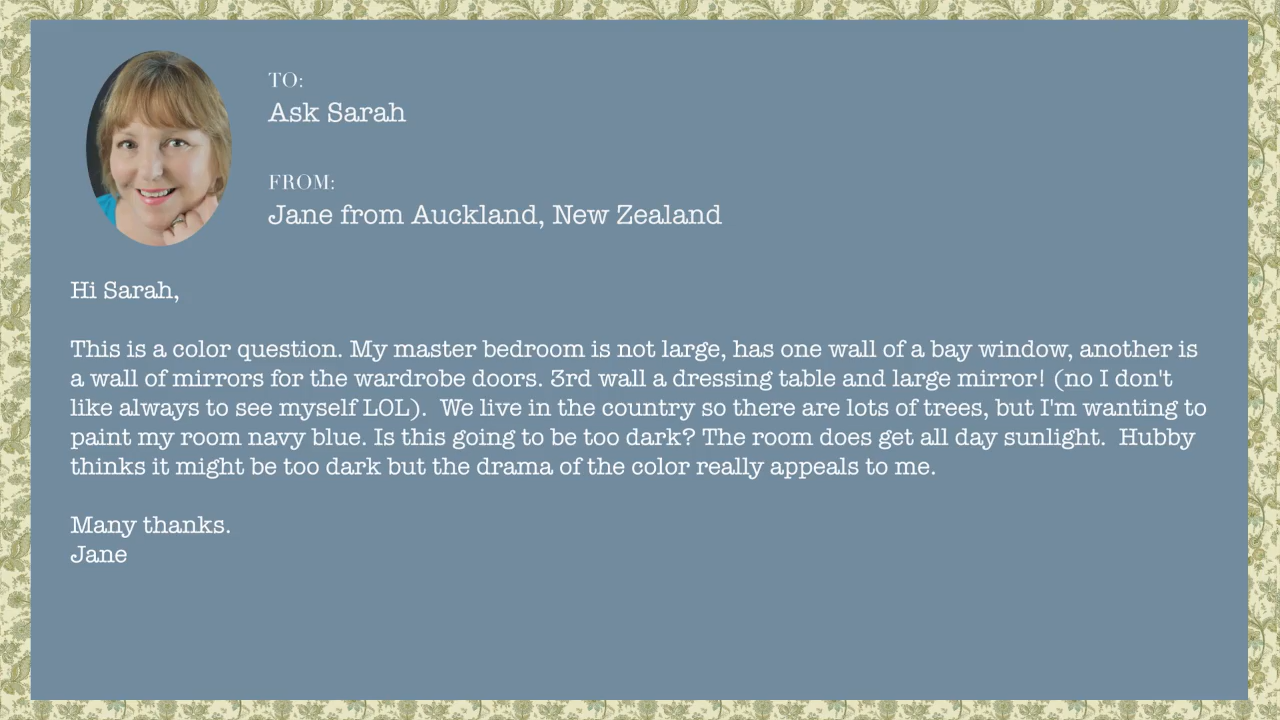 TO:
Ask Sarah
FROM:
Jane from Auckland, New Zealand
Hi Sarah,
This is a color question. My master bedroom is not large, has one wall of a bay window, another is
a wall of mirrors for the wardrobe doors. 3rd wall a dressing table and large mirror! (no I don't
like always to see myself LOL).  We live in the country so there are lots of trees, but I'm wanting to
paint my room navy blue. Is this going to be too dark? The room does get all day sunlight.  Hubby
thinks it might be too dark but the drama of the color really appeals to me.
Many thanks.
Jane